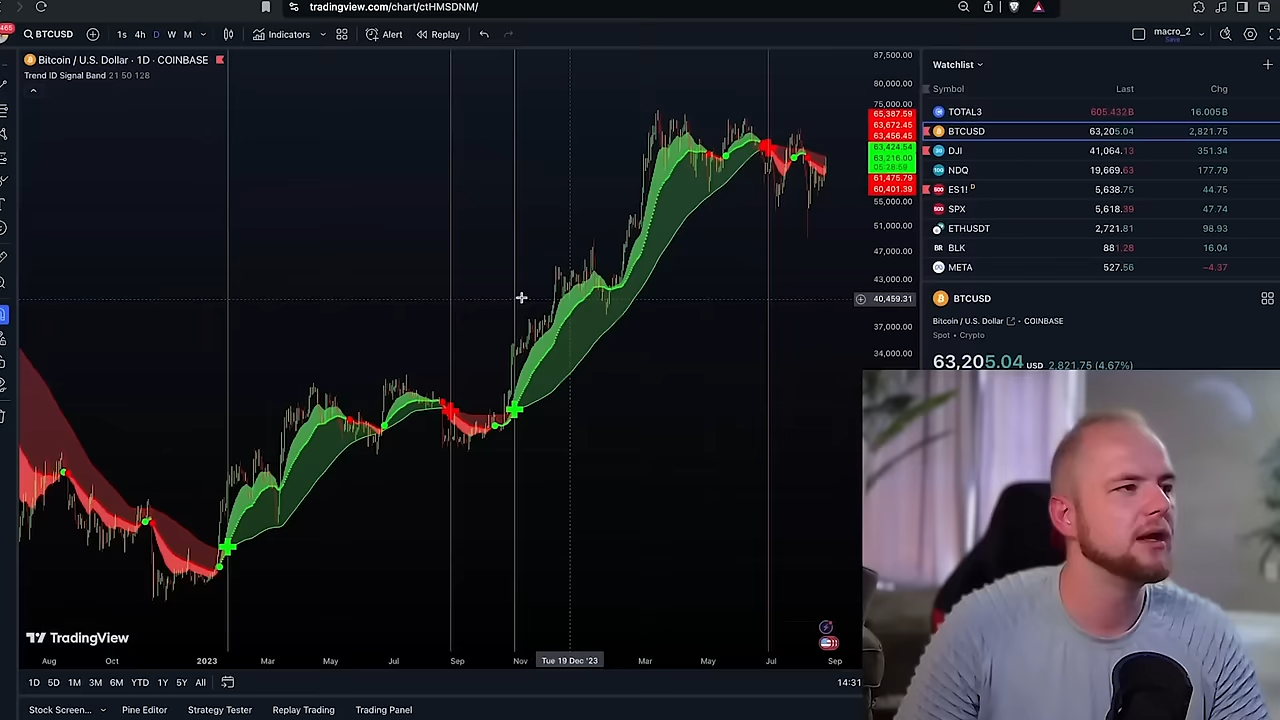 tradingview.com/chart/ctHMSDNM/
BTCUSD
1s 4h D W M
Indicators
Alert
Replay
macro_2
Save
Bitcoin / U.S. Dollar · 1D · COINBASE
Trend ID Signal Band 21 50 128
87,500.00
80,000.00
75,000.00
65,387.59
63,672.45
63,456.45
63,424.54
63,216.00
05:28:59
61,475.79
60,401.39
55,000.00
51,000.00
47,000.00
43,000.00
40,459.31
37,000.00
34,000.00
Watchlist
Symbol Last Chg
TOTAL3 605.432B 16.005B
BTCUSD 63,205.04 2,821.75
DJI 41,064.13 351.34
NDQ 19,669.63 177.79
ES1! D 5,638.75 44.75
SPX 5,618.39 47.74
ETHUSDT 2,721.81 98.93
BLK 881.28 16.04
META 527.56 −4.37
BTCUSD
Bitcoin / U.S. Dollar · COINBASE
Spot · Crypto
63,205.04 USD 2,821.75 (4.67%)
TradingView
Aug Oct 2023 Mar May Jul Sep Nov Tue 19 Dec '23 Mar May Jul Sep
1D 5D 1M 3M 6M YTD 1Y 5Y All
14:31
Stock Screen... Pine Editor Strategy Tester Replay Trading Trading Panel